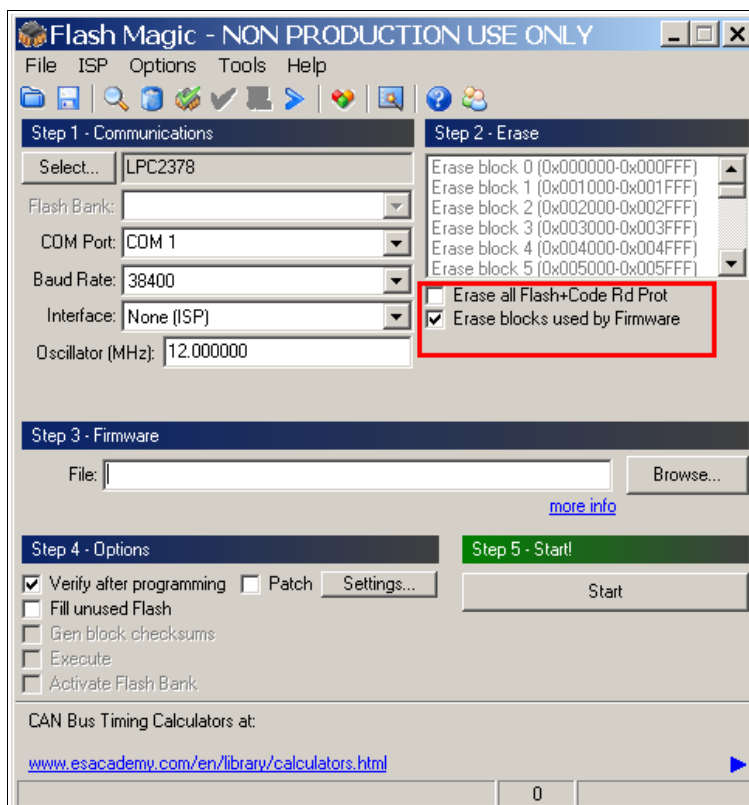 Flash Magic - NON PRODUCTION USE ONLY
File ISP Options Tools Help
Step 1 - Communications
Select... LPC2378
Flash Bank:
COM Port: COM 1
Baud Rate: 38400
Interface: None (ISP)
Oscillator (MHz): 12.000000
Step 2 - Erase
Erase block 0 (0x000000-0x000FFF)
Erase block 1 (0x001000-0x001FFF)
Erase block 2 (0x002000-0x002FFF)
Erase block 3 (0x003000-0x003FFF)
Erase block 4 (0x004000-0x004FFF)
Erase block 5 (0x005000-0x005FFF)
Erase all Flash+Code Rd Prot
Erase blocks used by Firmware
Step 3 - Firmware
File: Browse...
more info
Step 4 - Options
Verify after programming Patch Settings...
Fill unused Flash
Gen block checksums
Execute
Activate Flash Bank
Step 5 - Start!
Start
CAN Bus Timing Calculators at:
www.esacademy.com/en/library/calculators.html
0